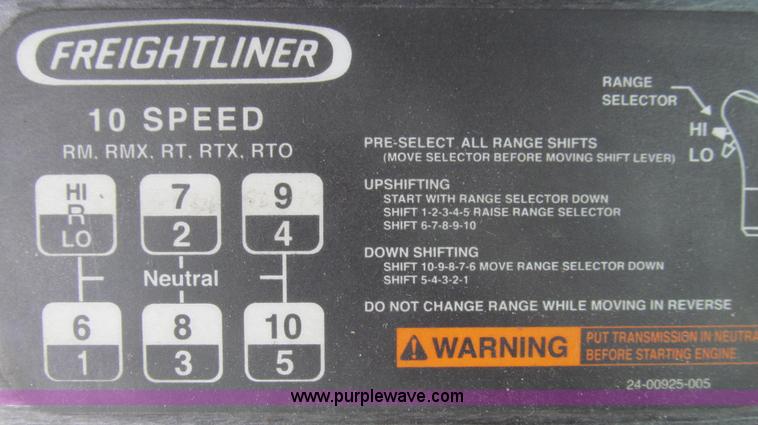 FREIGHTLINER
10 SPEED
RM, RMX, RT, RTX, RTO
HI
R
LO
7
2
9
4
Neutral
6
1
8
3
10
5
RANGE
SELECTOR
HI
LO
PRE-SELECT ALL RANGE SHIFTS
(MOVE SELECTOR BEFORE MOVING SHIFT LEVER)
UPSHIFTING
START WITH RANGE SELECTOR DOWN
SHIFT 1-2-3-4-5 RAISE RANGE SELECTOR
SHIFT 6-7-8-9-10
DOWN SHIFTING
SHIFT 10-9-8-7-6 MOVE RANGE SELECTOR DOWN
SHIFT 5-4-3-2-1
DO NOT CHANGE RANGE WHILE MOVING IN REVERSE
WARNING
PUT TRANSMISSION IN NEUTRA
BEFORE STARTING ENGINE
24-00925-005
www.purplewave.com